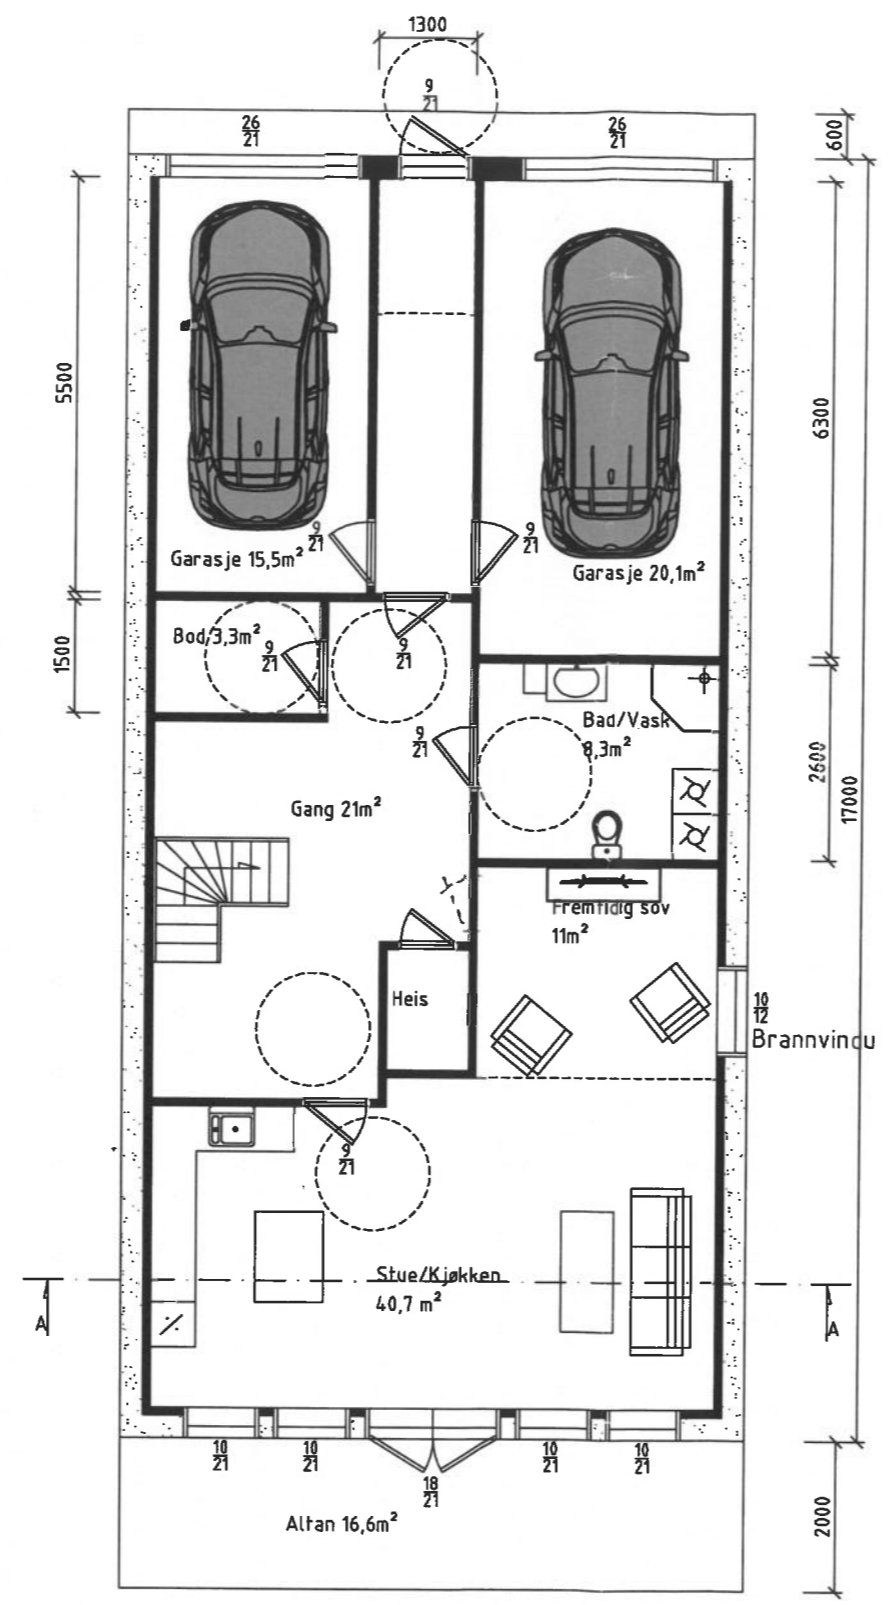 1300
9
21
26
21
26
21
600
5500
6300
9
21
9
21
Garasje 15,5m²
Garasje 20,1m²
1500
Bod 3,3m²
9
21
9
21
Bad/Vask
8,3m²
9
21
2600
17000
Gang 21m²
Fremtidig sov
11m²
Heis
10
12
Brannvindu
9
21
Stue/Kjøkken
40,7 m²
A
A
10
21
10
21
18
21
10
21
10
21
Altan 16,6m²
2000